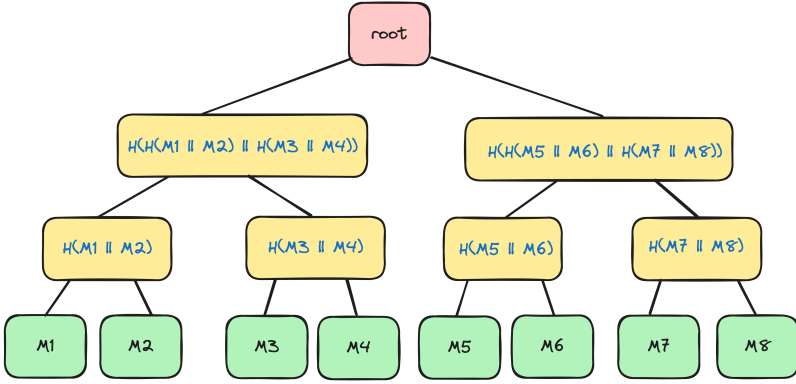 root
H(H(M1 || M2) || H(M3 || M4))
H(H(M5 || M6) || H(M7 || M8))
H(M1 || M2)
H(M3 || M4)
H(M5 || M6)
H(M7 || M8)
M1
M2
M3
M4
M5
M6
M7
M8